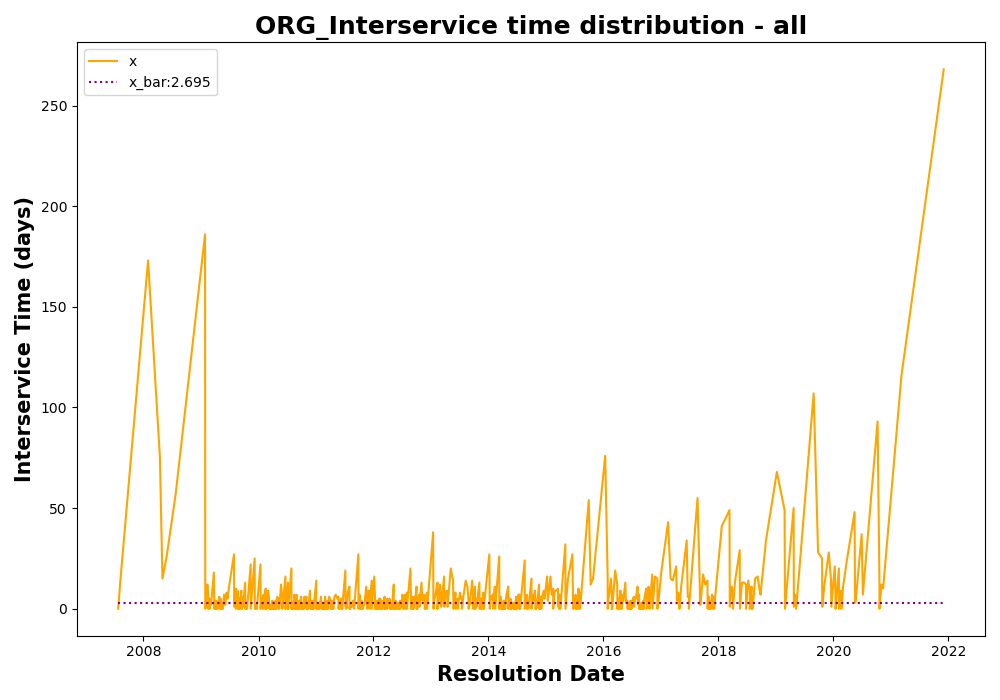 ORG_Interservice time distribution - all
x
x_bar:2.695
Interservice Time (days)
250
200
150
100
50
0
2008 2010 2012 2014 2016 2018 2020 2022
Resolution Date